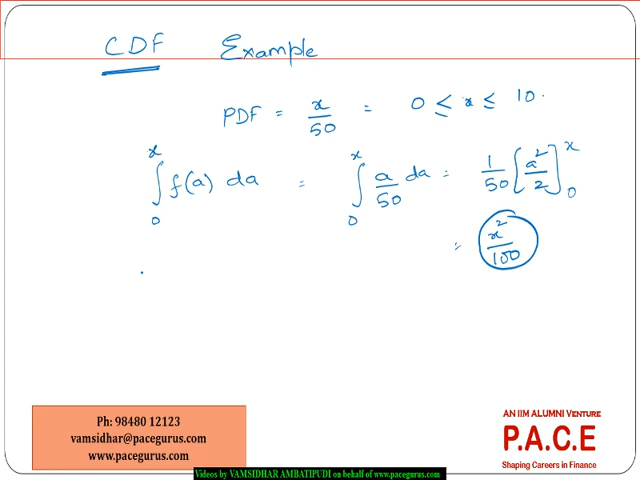 CDF Example
PDF = x/50 = 0 ≤ x ≤ 10.
∫₀ˣ f(a) da = ∫₀ˣ a/50 da = 1/50 [a²/2]₀ˣ
= x²/100
Ph: 98480 12123
vamsidhar@pacegurus.com
www.pacegurus.com
AN IIM ALUMNI VENTURE
P.A.C.E
Shaping Careers in Finance
Videos by VAMSIDHAR AMBATIPUDI on behalf of www.pacegurus.com